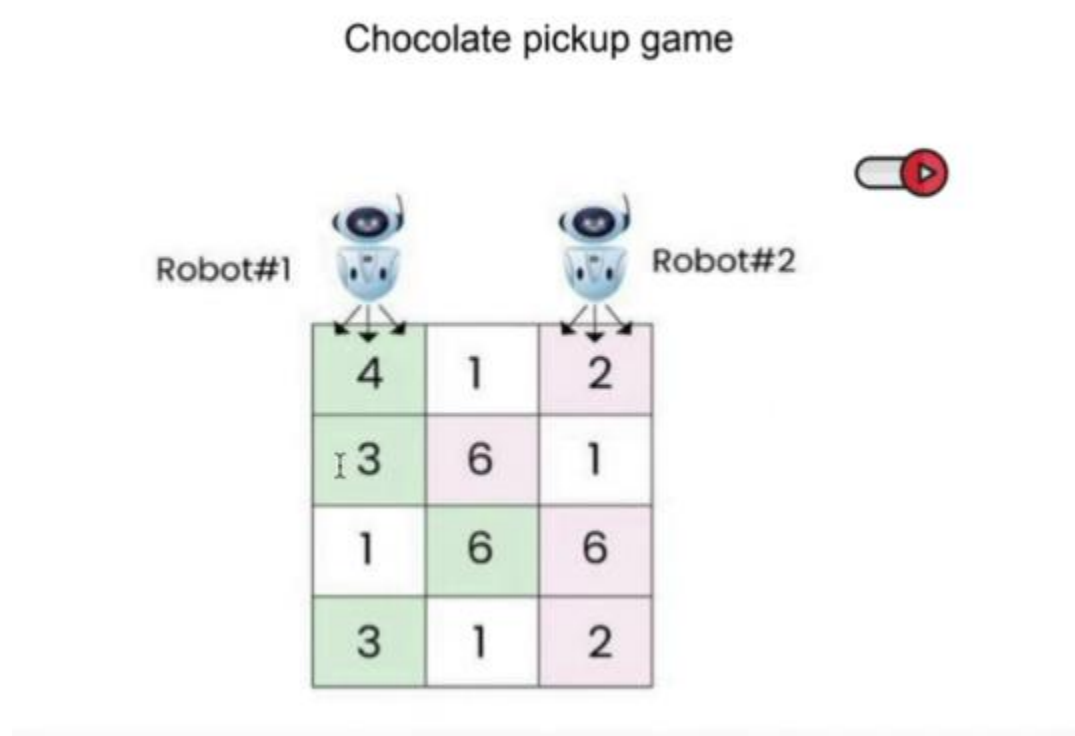 Chocolate pickup game
Robot#1
Robot#2
4 1 2
3 6 1
1 6 6
3 1 2